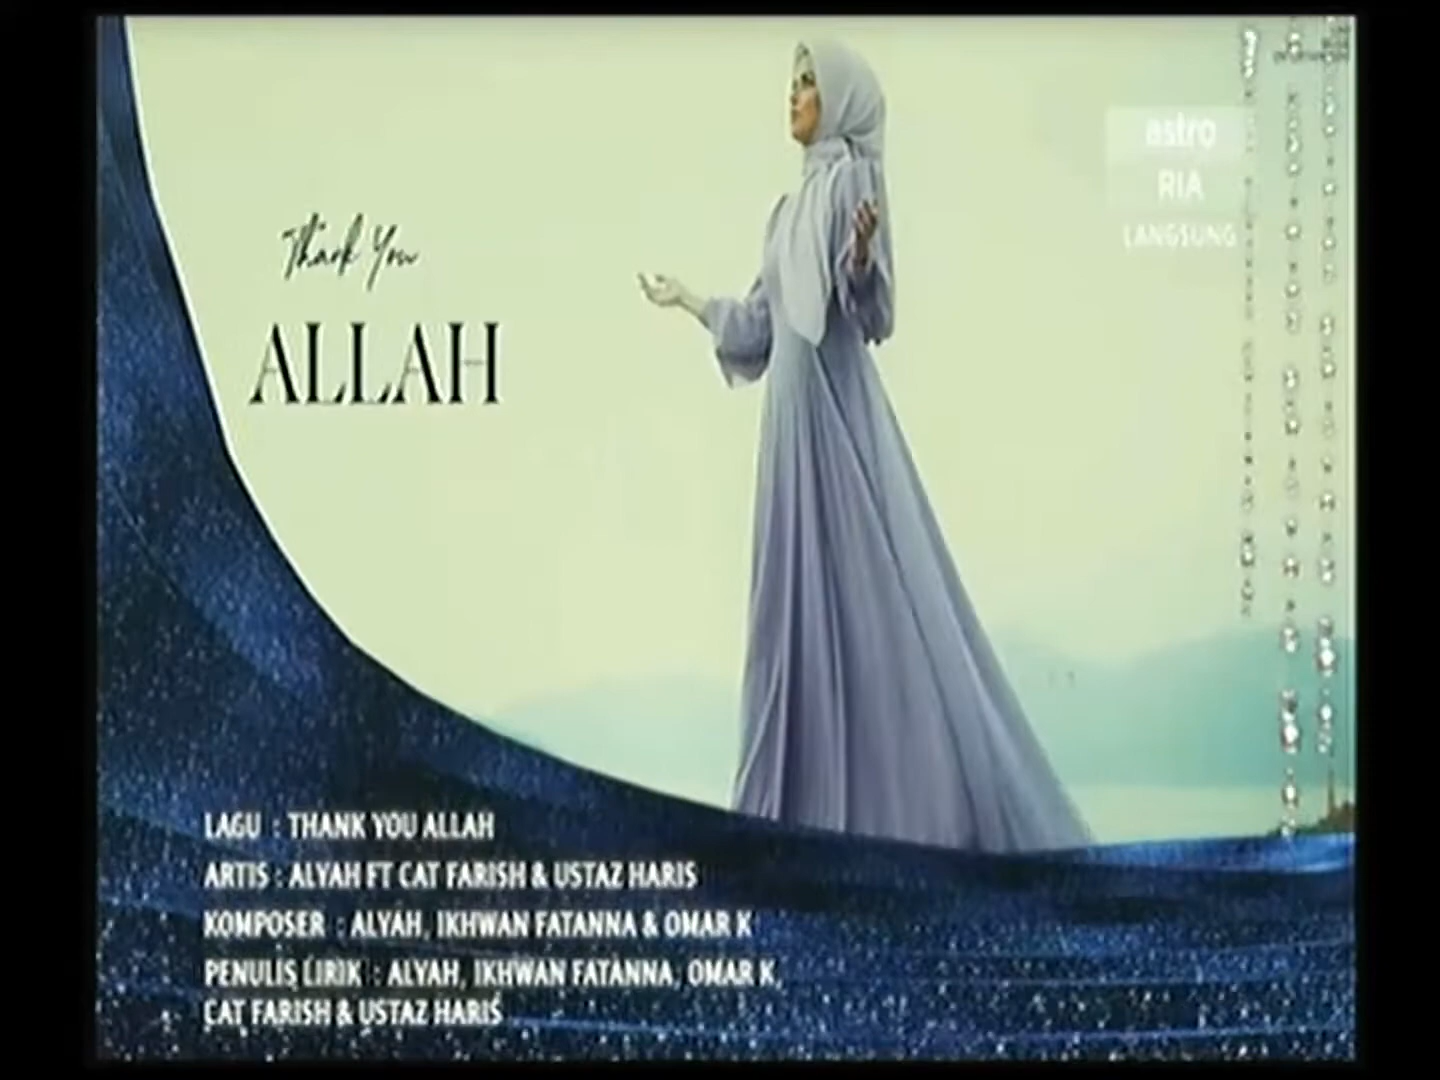 astro
RIA
LANGSUNG
Thank You
ALLAH
LAGU : THANK YOU ALLAH
ARTIS : ALYAH FT CAT FARISH & USTAZ HARIS
KOMPOSER : ALYAH, IKHWAN FATANNA & OMAR K
PENULIS LIRIK : ALYAH, IKHWAN FATANNA, OMAR K,
CAT FARISH & USTAZ HARIS